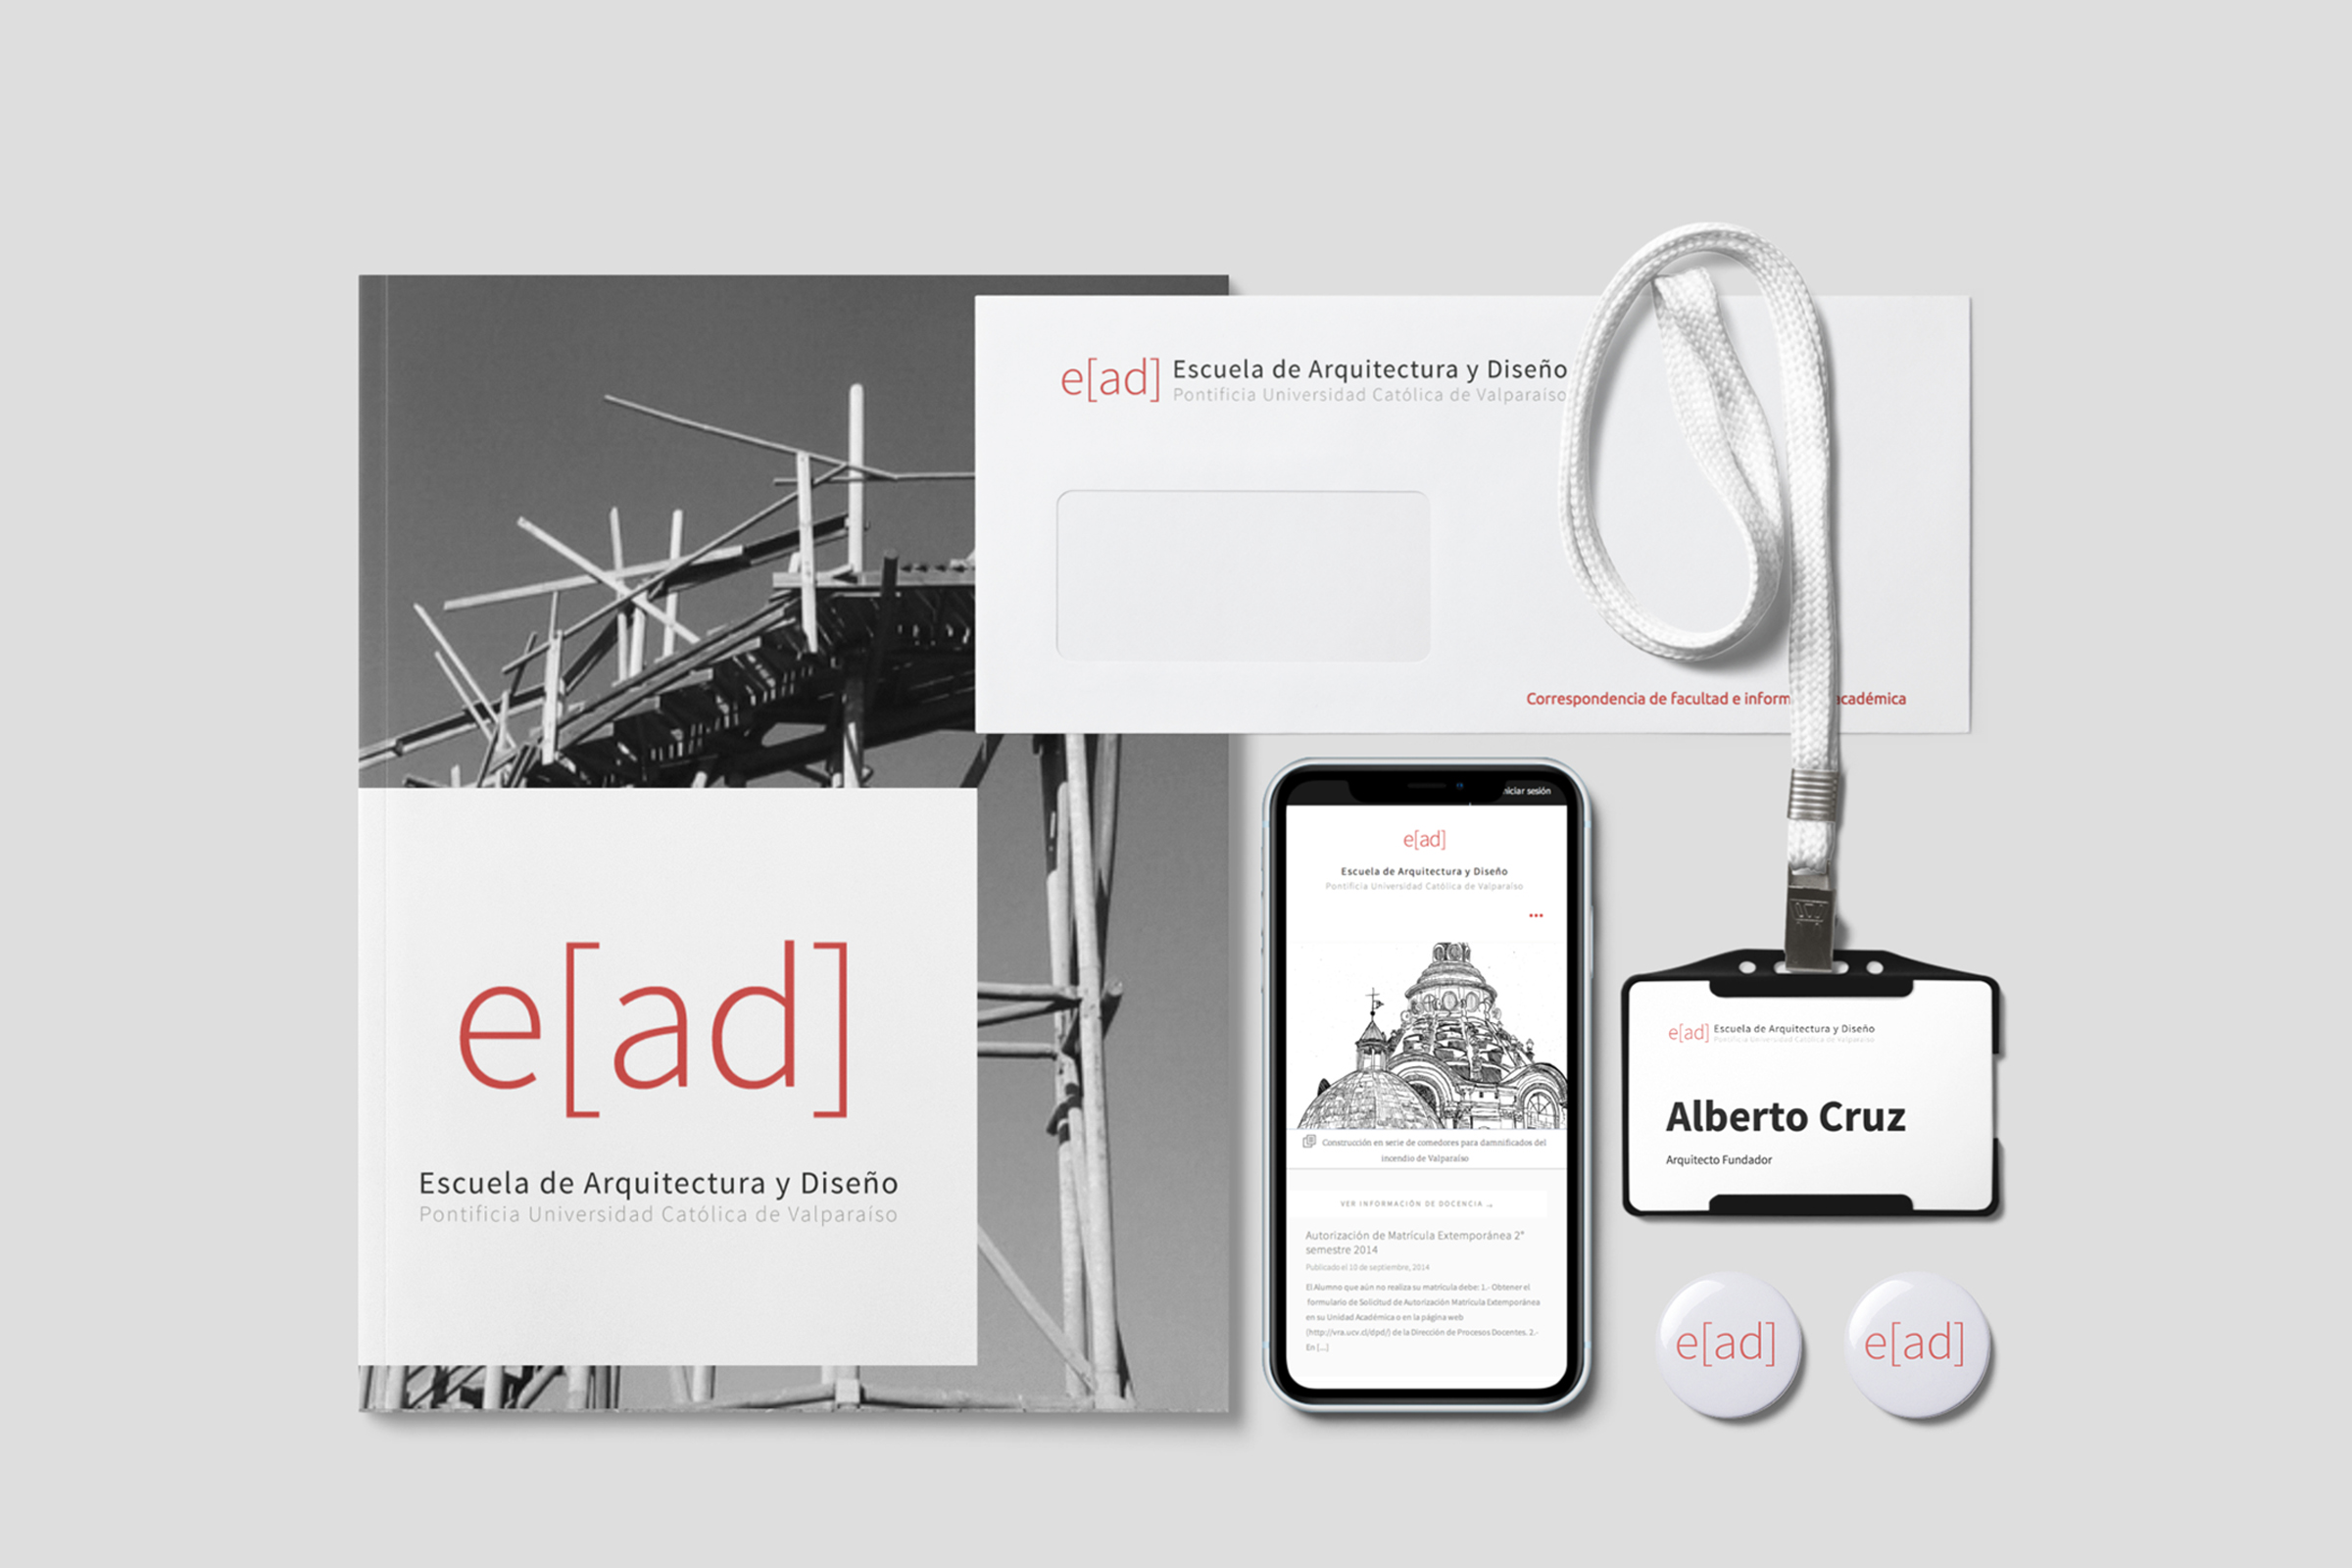 e[ad]
Escuela de Arquitectura y Diseño
Pontificia Universidad Católica de Valparaíso
e[ad] Escuela de Arquitectura y Diseño
Pontificia Universidad Católica de Valparaíso
Correspondencia de facultad e inform académica
niciar sesión
e[ad]
Escuela de Arquitectura y Diseño
Pontificia Universidad Católica de Valparaíso
Construcción en serie de comedores para damnificados del
incendio de Valparaíso
VER INFORMACIÓN DE DOCENCIA →
Autorización de Matrícula Extemporánea 2°
semestre 2014
Publicado el 10 de septiembre, 2014
El Alumno que aún no realiza su matrícula debe: 1.- Obtener el
formulario de Solicitud de Autorización Matrícula Extemporánea
en su Unidad Académica o en la página web
(http://vra.ucv.cl/dpd/) de la Dirección de Procesos Docentes. 2.-
En [...]
e[ad] Escuela de Arquitectura y Diseño
Pontificia Universidad Católica de Valparaíso
Alberto Cruz
Arquitecto Fundador
e[ad]
e[ad]